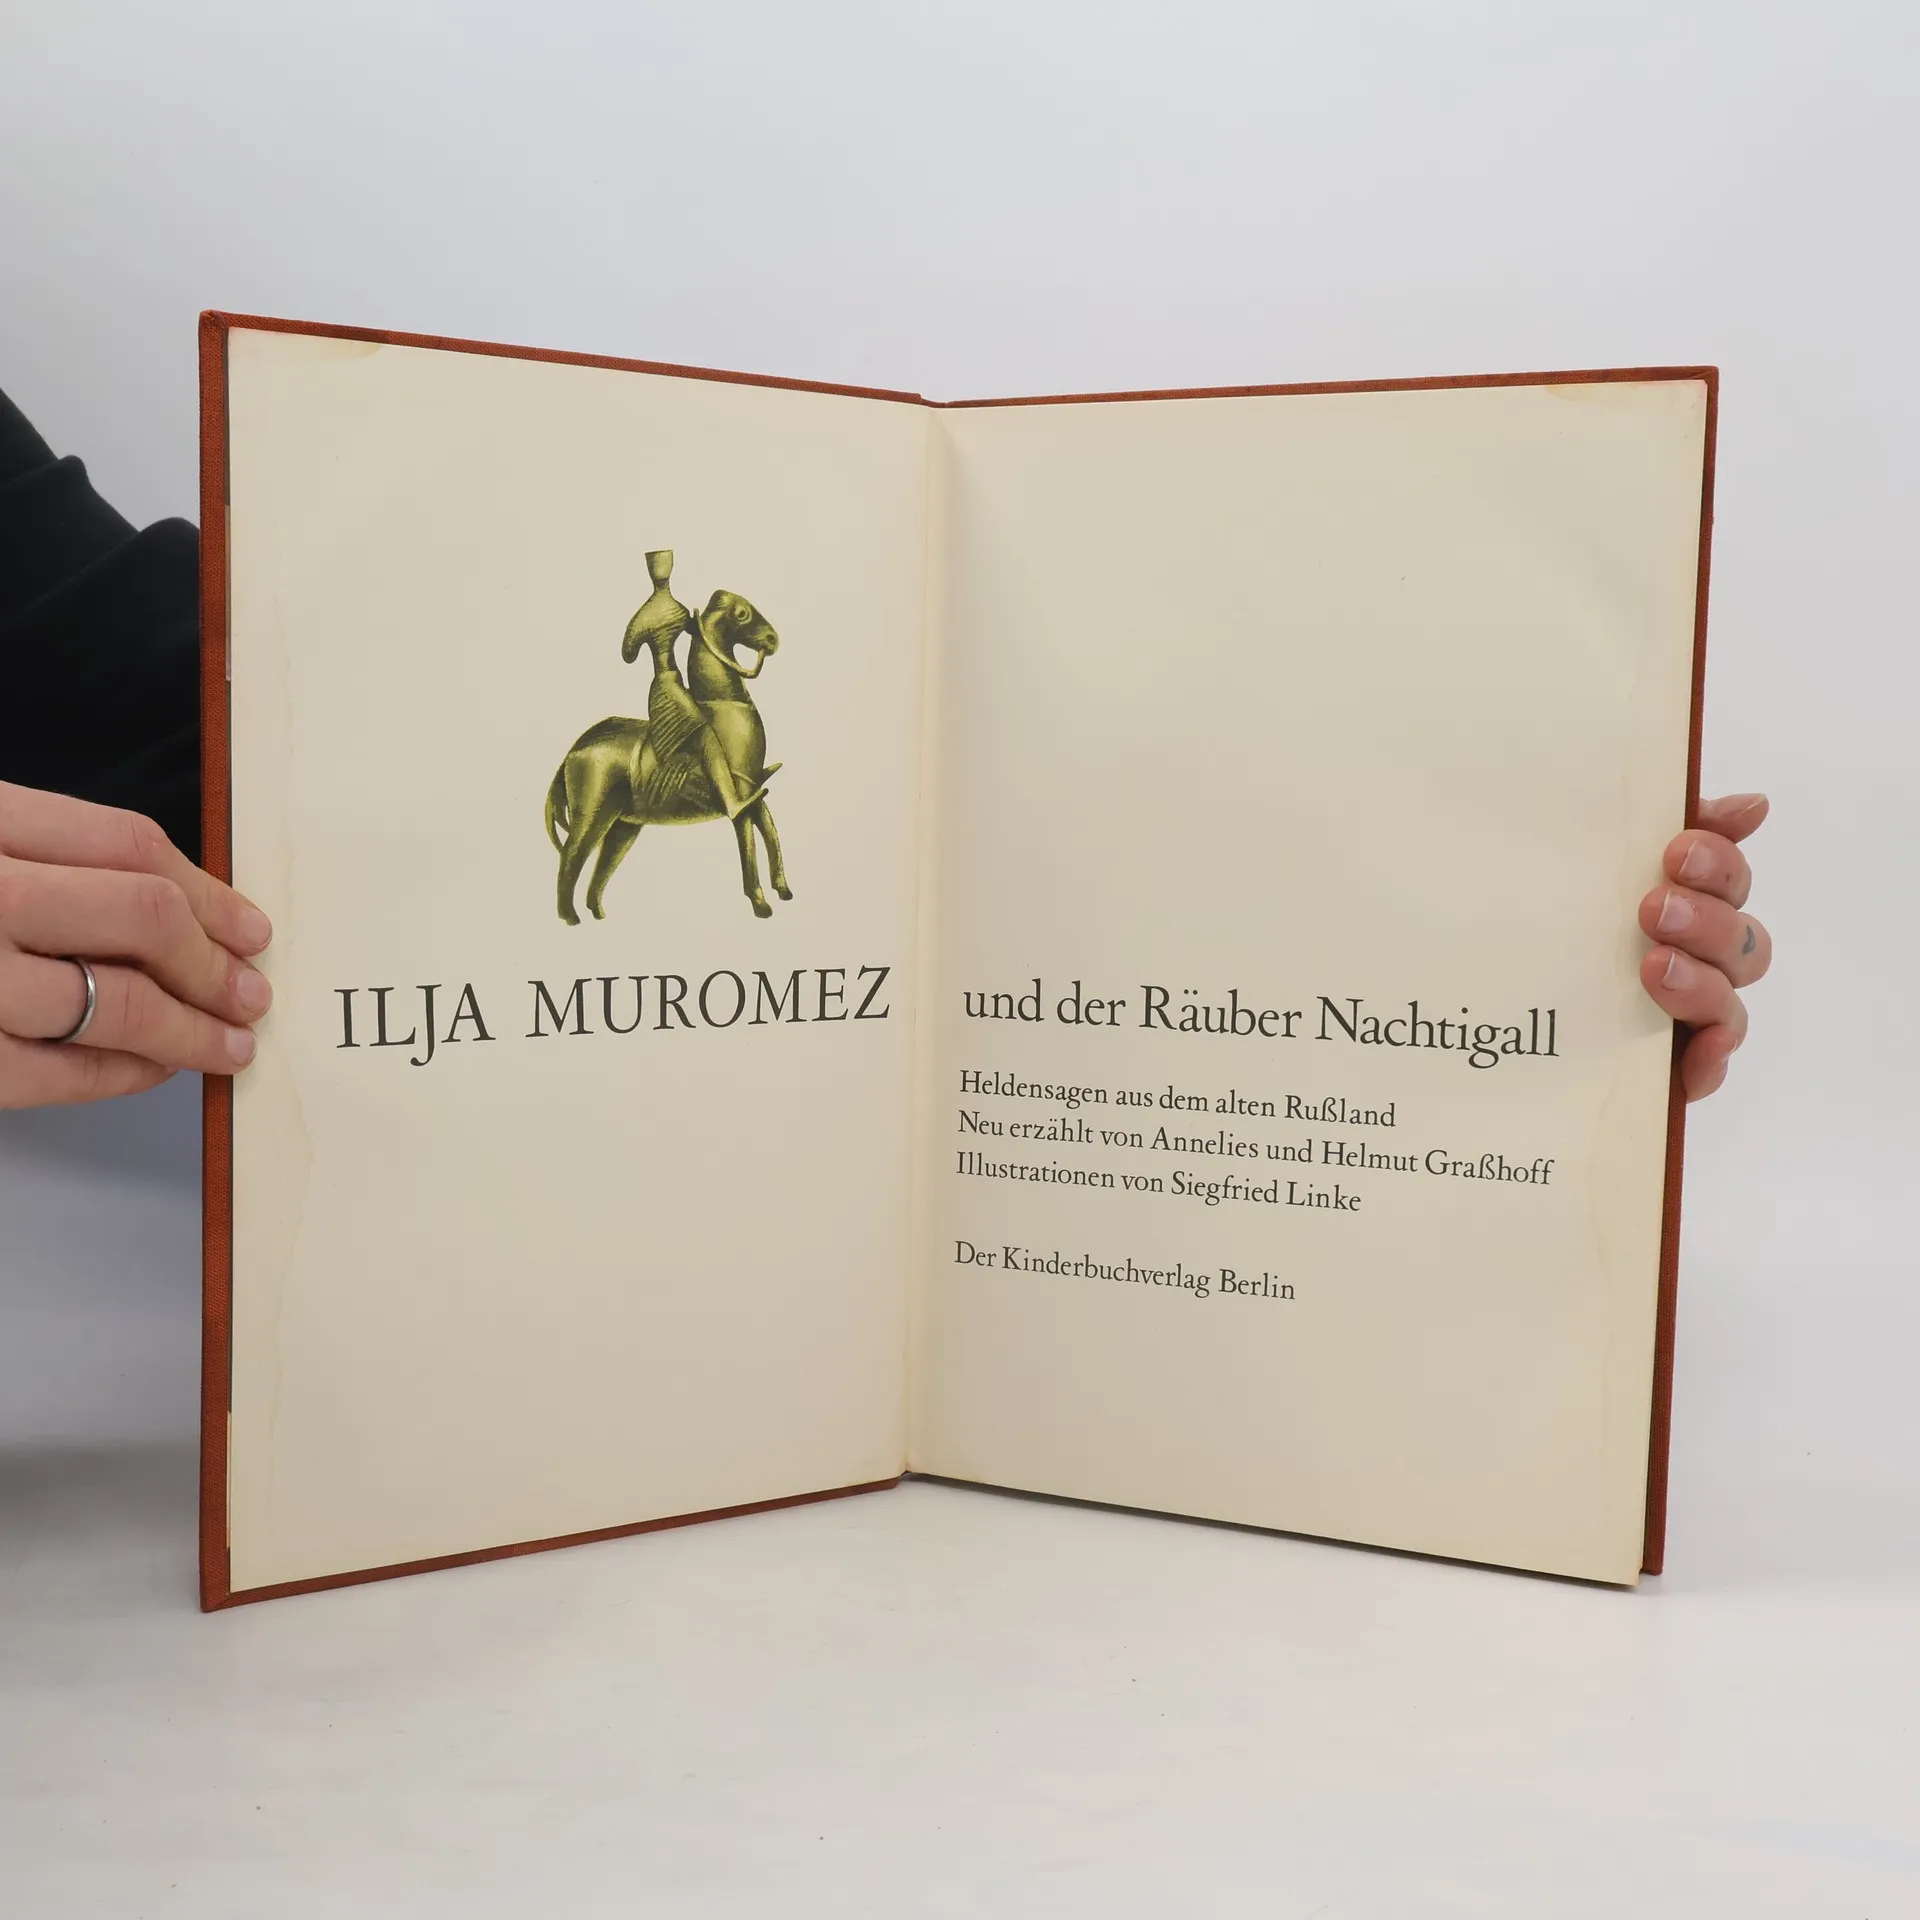 ILJA MUROMEZ
und der Räuber Nachtigall
Heldensagen aus dem alten Rußland
Neu erzählt von Annelies und Helmut Graßhoff
Illustrationen von Siegfried Linke
Der Kinderbuchverlag Berlin